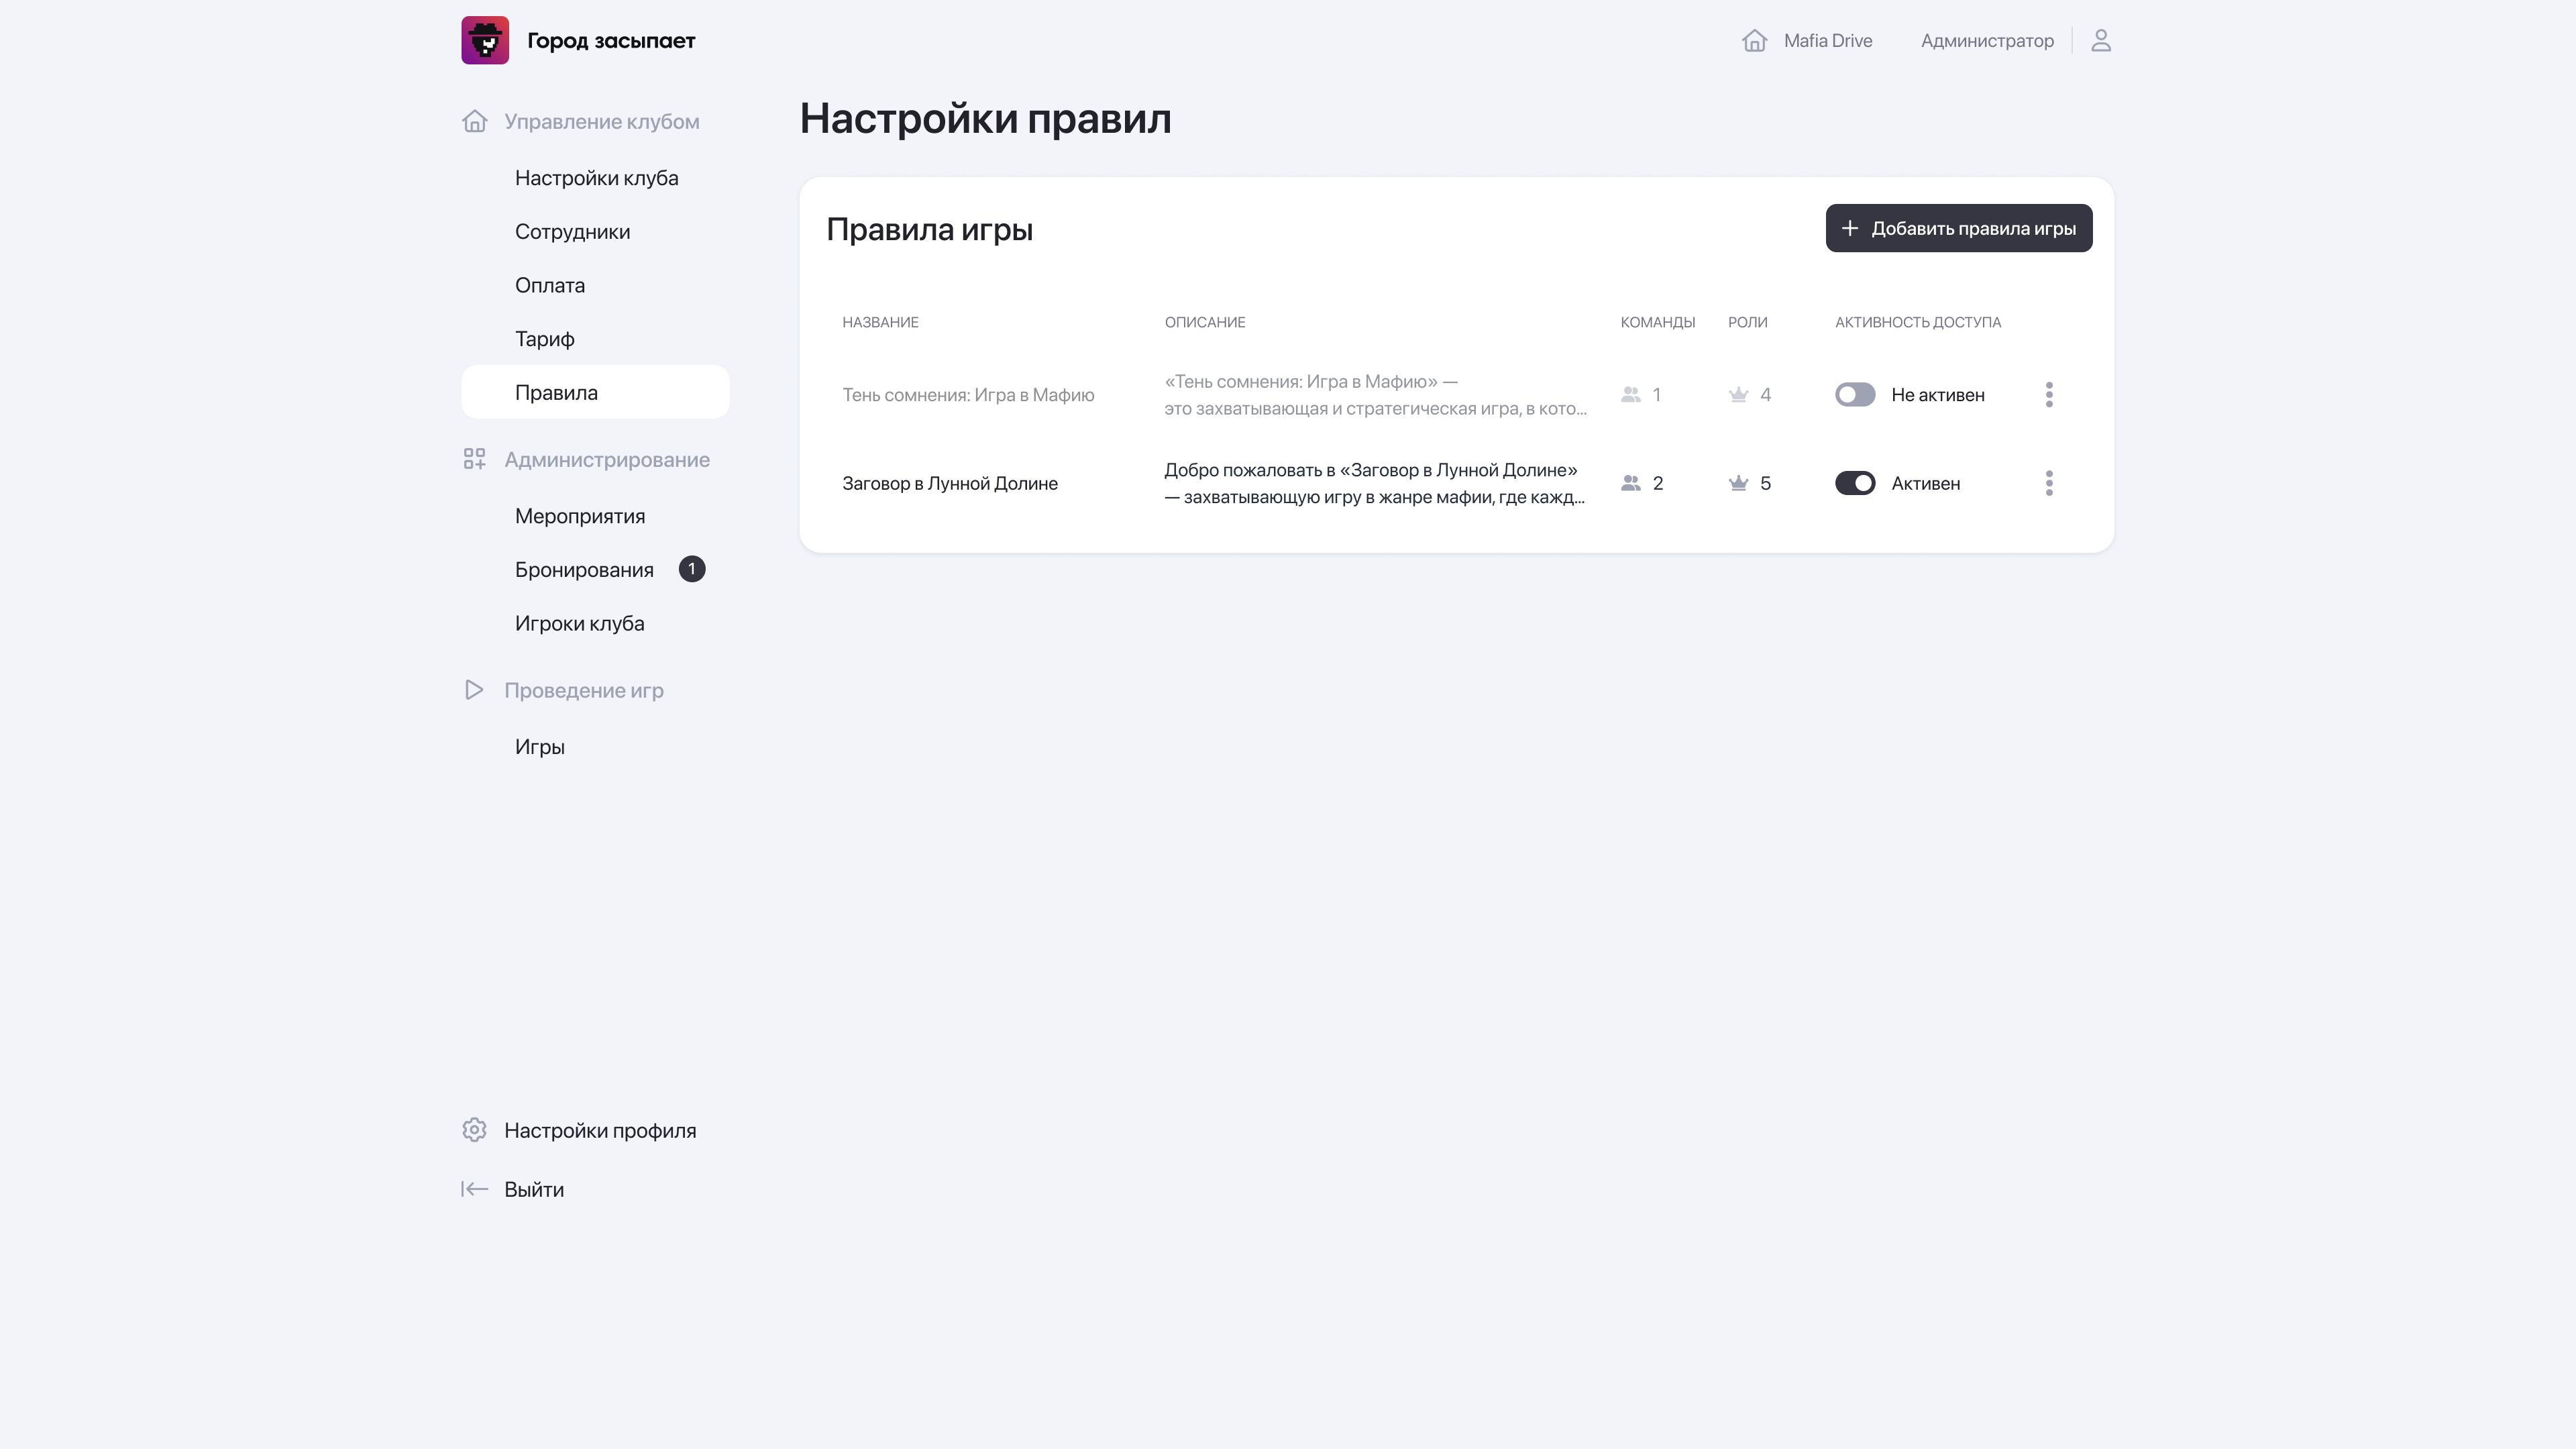 Город засыпает
Mafia Drive
Администратор
Управление клубом
Настройки клуба
Сотрудники
Оплата
Тариф
Правила
Администрирование
Мероприятия
Бронирования 1
Игроки клуба
Проведение игр
Игры
Настройки профиля
Выйти
Настройки правил
Правила игры
Добавить правила игры
НАЗВАНИЕ ОПИСАНИЕ КОМАНДЫ РОЛИ АКТИВНОСТЬ ДОСТУПА
Тень сомнения: Игра в Мафию
«Тень сомнения: Игра в Мафию» —
это захватывающая и стратегическая игра, в кото...
1 4 Не активен
Заговор в Лунной Долине
Добро пожаловать в «Заговор в Лунной Долине»
— захватывающую игру в жанре мафии, где кажд...
2 5 Активен